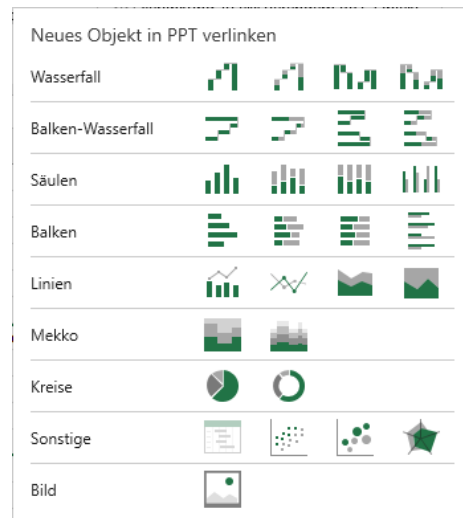 Neues Objekt in PPT verlinken
Wasserfall
Balken-Wasserfall
Säulen
Balken
Linien
Mekko
Kreise
Sonstige
Bild